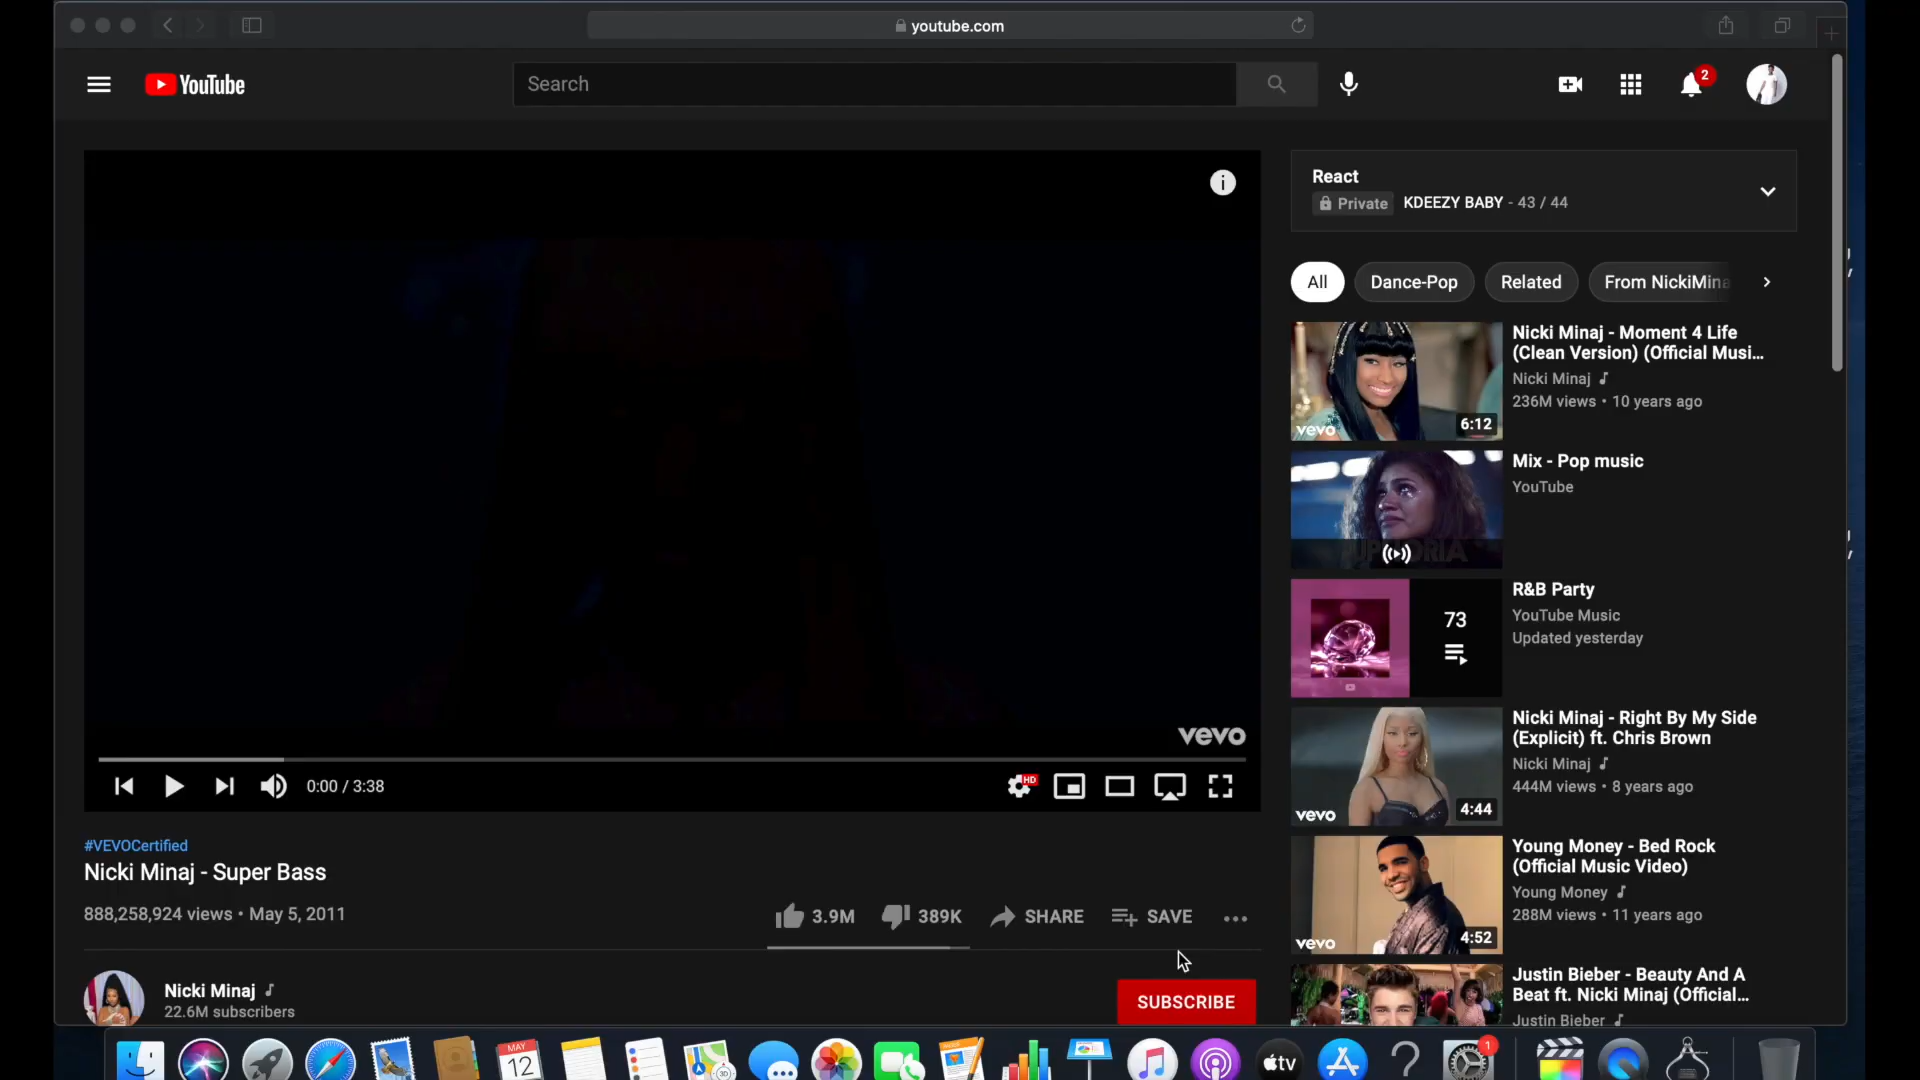 youtube.com
YouTube
Search
2
React
Private KDEEZY BABY - 43 / 44
All
Dance-Pop
Related
From NickiMina
Nicki Minaj - Moment 4 Life
(Clean Version) (Official Musi...
Nicki Minaj
236M views • 10 years ago
vevo
6:12
Mix - Pop music
YouTube
R&B Party
YouTube Music
Updated yesterday
73
Nicki Minaj - Right By My Side
(Explicit) ft. Chris Brown
Nicki Minaj
444M views • 8 years ago
vevo
4:44
Young Money - Bed Rock
(Official Music Video)
Young Money
288M views • 11 years ago
vevo
4:52
Justin Bieber - Beauty And A
Beat ft. Nicki Minaj (Official...
Justin Bieber
vevo
0:00 / 3:38
HD
#VEVOCertified
Nicki Minaj - Super Bass
888,258,924 views • May 5, 2011
3.9M
389K
SHARE
SAVE
Nicki Minaj
22.6M subscribers
SUBSCRIBE
MAY
12
3D
tv
1